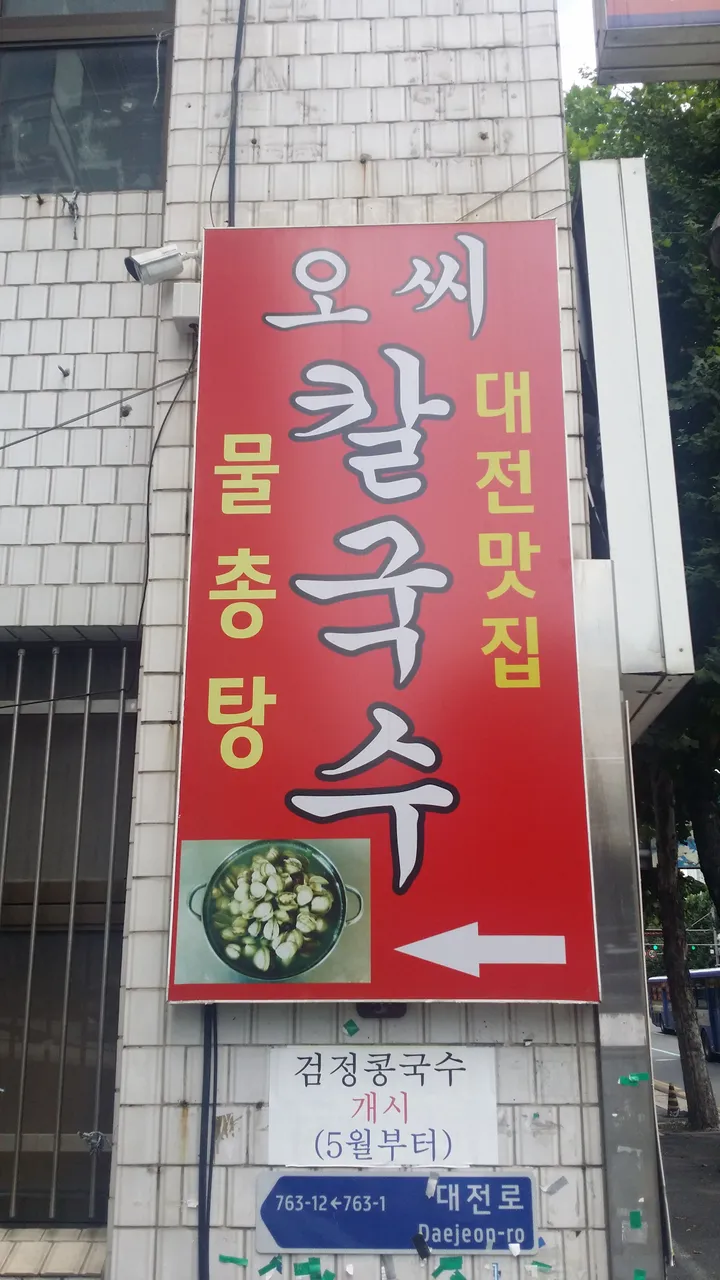 오씨
칼국수
대전맛집
물총탕
검정콩국수
개시
(5월부터)
763-12←763-1
대전로
Daejeon-ro